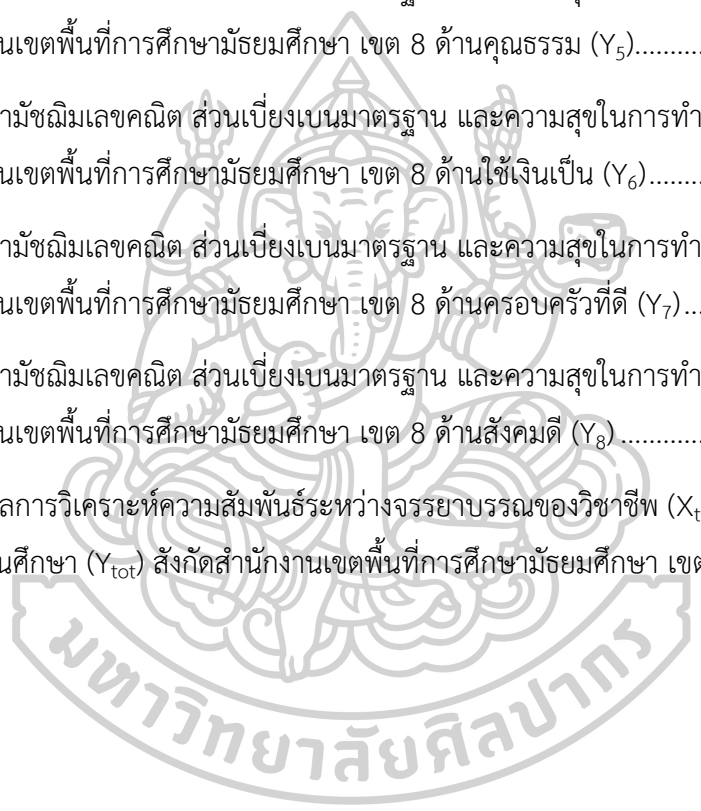 นเขตพื้นที่การศึกษามัธยมศึกษา เขต 8 ด้านคุณธรรม (Y₅)..........
ามัชฌิมเลขคณิต ส่วนเบี่ยงเบนมาตรฐาน และความสุขในการทำ
นเขตพื้นที่การศึกษามัธยมศึกษา เขต 8 ด้านใช้เงินเป็น (Y₆)........
ามัชฌิมเลขคณิต ส่วนเบี่ยงเบนมาตรฐาน และความสุขในการทำ
นเขตพื้นที่การศึกษามัธยมศึกษา เขต 8 ด้านครอบครัวที่ดี (Y₇)...
ามัชฌิมเลขคณิต ส่วนเบี่ยงเบนมาตรฐาน และความสุขในการทำ
นเขตพื้นที่การศึกษามัธยมศึกษา เขต 8 ด้านสังคมดี (Y₈)............
ลการวิเคราะห์ความสัมพันธ์ระหว่างจรรยาบรรณของวิชาชีพ (Xt
นศึกษา (Ytot) สังกัดสำนักงานเขตพื้นที่การศึกษามัธยมศึกษา เขต
มหาวิทยาลัยศิลปากร